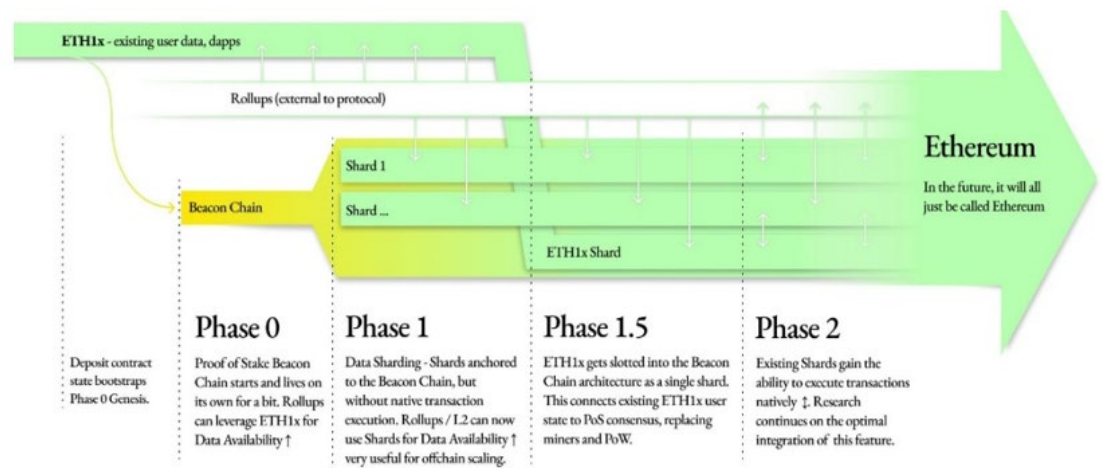 ETH1x - existing user data, dapps
Rollups (external to protocol)
Shard 1
Beacon Chain
Shard ...
ETH1x Shard
Ethereum
In the future, it will all
just be called Ethereum
Deposit contract
state bootstraps
Phase 0 Genesis.
Phase 0
Proof of Stake Beacon
Chain starts and lives on
its own for a bit. Rollups
can leverage ETH1x for
Data Availability ↑
Phase 1
Data Sharding - Shards anchored
to the Beacon Chain, but
without native transaction
execution. Rollups / L2 can now
use Shards for Data Availability ↑
very useful for offchain scaling.
Phase 1.5
ETH1x gets slotted into the Beacon
Chain architecture as a single shard.
This connects existing ETH1x user
state to PoS consensus, replacing
miners and PoW.
Phase 2
Existing Shards gain the
ability to execute transactions
natively ↕. Research
continues on the optimal
integration of this feature.